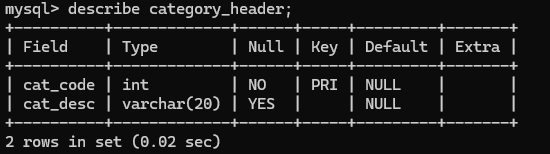 mysql> describe category_header;
+----------+-------------+------+-----+---------+-------+
| Field    | Type        | Null | Key | Default | Extra |
+----------+-------------+------+-----+---------+-------+
| cat_code | int         | NO   | PRI | NULL    |       |
| cat_desc | varchar(20) | YES  |     | NULL    |       |
+----------+-------------+------+-----+---------+-------+
2 rows in set (0.02 sec)